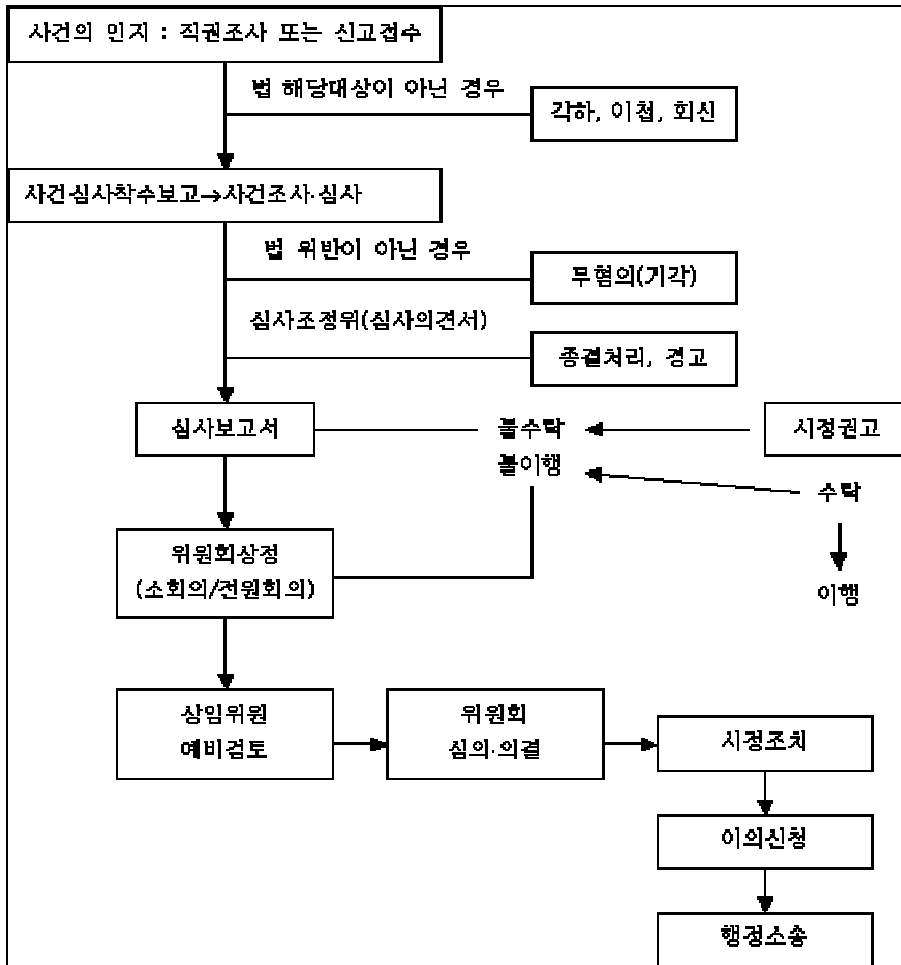 사건의 인지 : 직권조사 또는 신고접수
법 해당대상이 아닌 경우
각하, 이첩, 회신
사건심사착수보고→사건조사·심사
법 위반이 아닌 경우
무혐의(기각)
심사조정위(심사의견서)
종결처리, 경고
심사보고서
불수락
시정권고
불이행
수락
위원회상정
(소회의/전원회의)
이행
상임위원
예비검토
위원회
심의·의결
시정조치
이의신청
행정소송